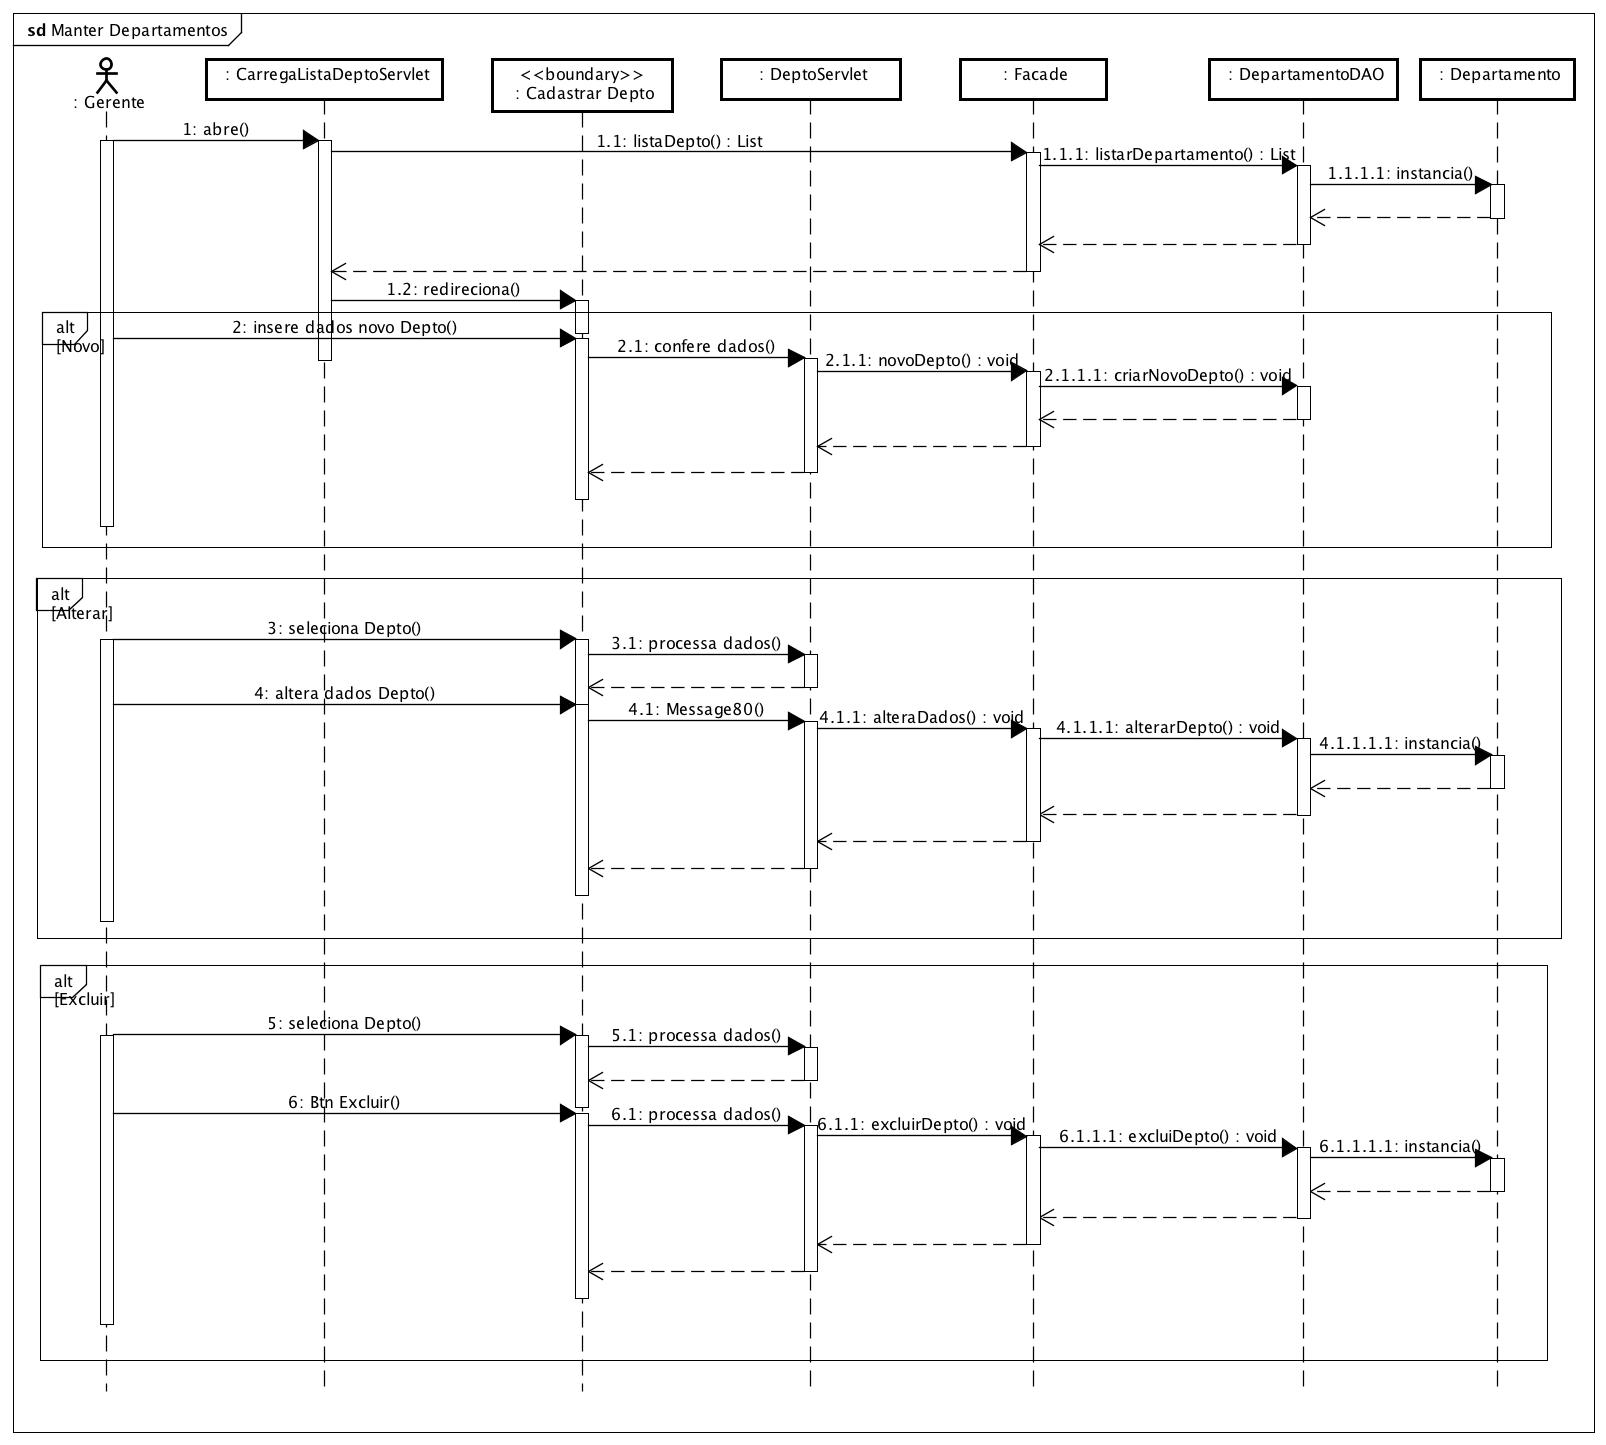 sd Manter Departamentos
: Gerente
: CarregaListaDeptoServlet
<<boundary>>
: Cadastrar Depto
: DeptoServlet
: Facade
: DepartamentoDAO
: Departamento
1: abre()
1.1: listaDepto() : List
1.1.1: listarDepartamento() : List
1.1.1.1: instancia()
1.2: redireciona()
alt
[Novo]
2: insere dados novo Depto()
2.1: confere dados()
2.1.1: novoDepto() : void
2.1.1.1: criarNovoDepto() : void
alt
[Alterar]
3: seleciona Depto()
3.1: processa dados()
4: altera dados Depto()
4.1: Message80()
4.1.1: alteraDados() : void
4.1.1.1: alterarDepto() : void
4.1.1.1.1: instancia()
alt
[Excluir]
5: seleciona Depto()
5.1: processa dados()
6: Btn Excluir()
6.1: processa dados()
6.1.1: excluirDepto() : void
6.1.1.1: excluiDepto() : void
6.1.1.1.1: instancia()